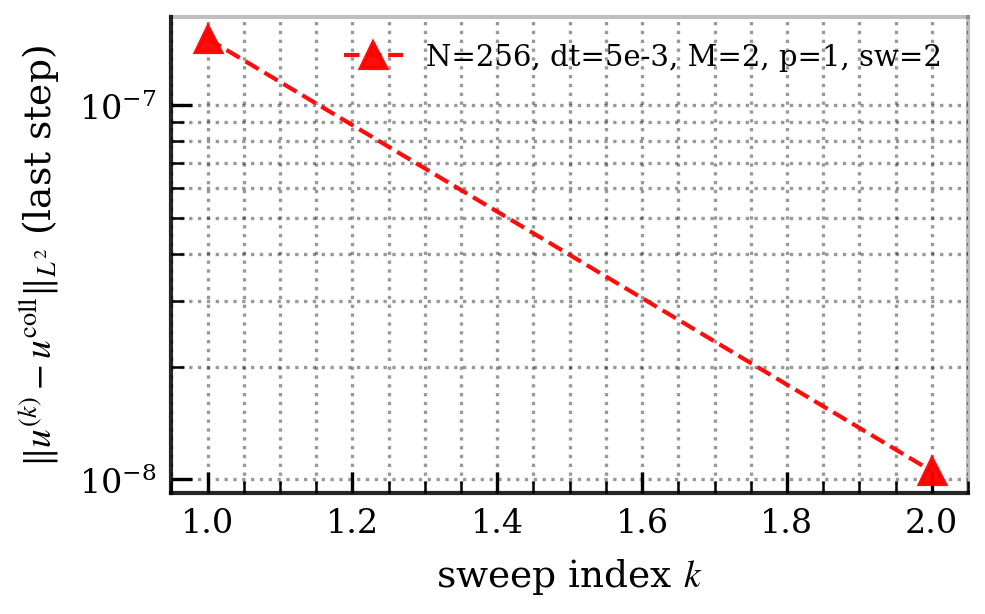 ‖u^{(k)} − u^{coll}‖_{L^2} (last step)
N=256, dt=5e-3, M=2, p=1, sw=2
10^{−7}
10^{−8}
1.0 1.2 1.4 1.6 1.8 2.0
sweep index k